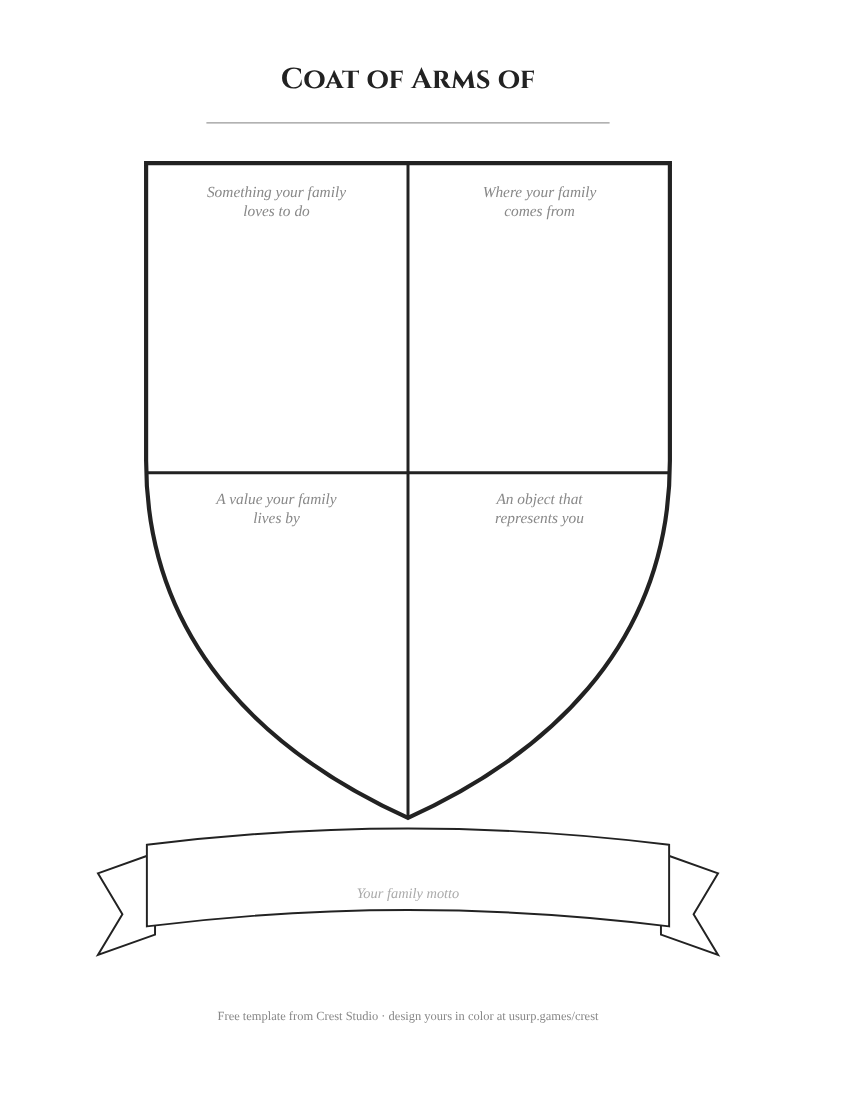 Coat of Arms of
Something your family
loves to do
Where your family
comes from
A value your family
lives by
An object that
represents you
Your family motto
Free template from Crest Studio · design yours in color at usurp.games/crest